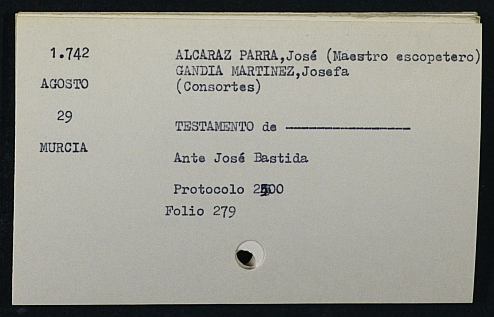 1.742
AGOSTO
29
MURCIA
ALCARAZ PARRA,José (Maestro escopetero)
GANDIA MARTINEZ,Josefa
(Consortes)
TESTAMENTO de ————————
Ante José Bastida
Protocolo
Folio 279